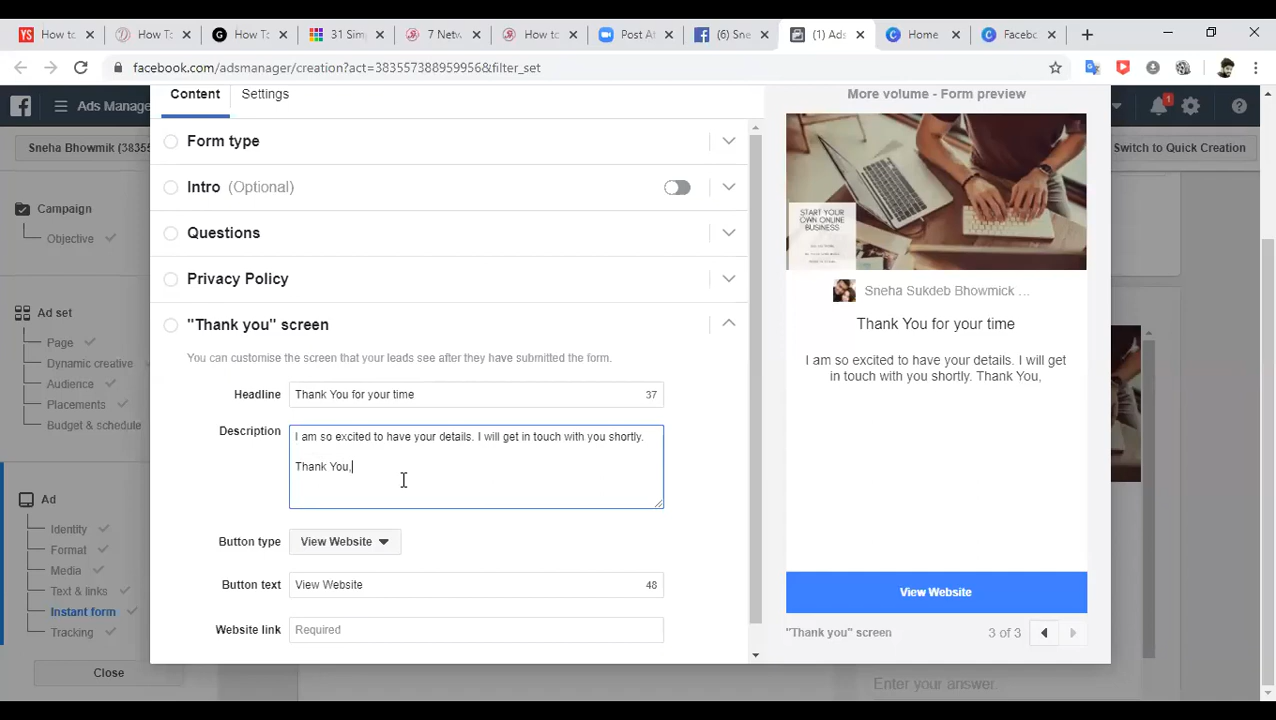 How to
How T
How To
31 Sim
7 Netw
How to
Post At
(6) Sne
(1) Ads
Home
Faceboo
facebook.com/adsmanager/creation?act=383557388959956&filter_set
Ads Mana
Sneha Bhowmik (38355
Switch to Quick Creation
Campaign
Objective
Ad set
Page
Dynamic creative
Audience
Placements
Budget & schedule
Ad
Identity
Format
Media
Text & links
Instant form
Tracking
Close
Content
Settings
Form type
Intro (Optional)
Questions
Privacy Policy
"Thank you" screen
You can customise the screen that your leads see after they have submitted the form.
Headline
Thank You for your time
37
Description
I am so excited to have your details. I will get in touch with you shortly.
Thank You,
Button type
View Website
Button text
View Website
48
Website link
Required
More volume - Form preview
START YOUR
OWN ONLINE
BUSINESS
Sneha Sukdeb Bhowmick ...
Thank You for your time
I am so excited to have your details. I will get
in touch with you shortly. Thank You,
View Website
"Thank you" screen
3 of 3
Enter your answer.
1